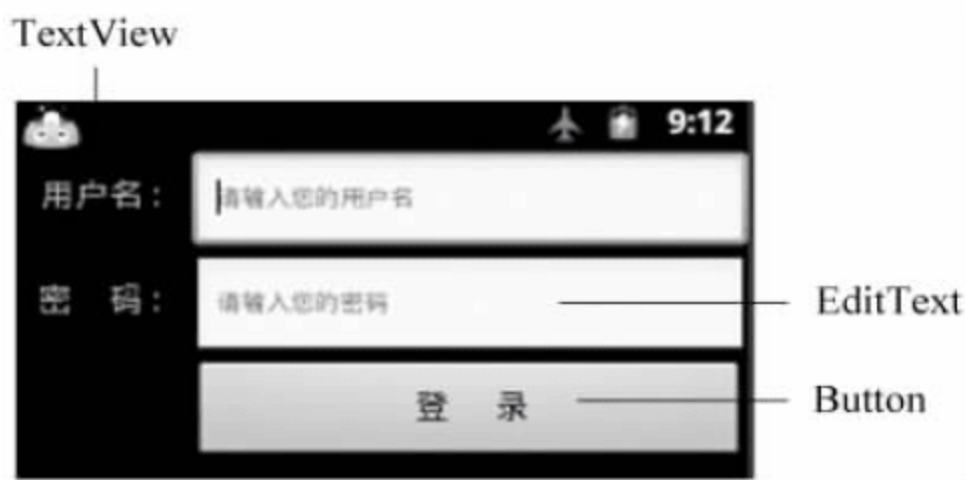 TextView
9:12
用户名: 请输入您的用户名
密 码: 请输入您的密码
EditText
登 录
Button